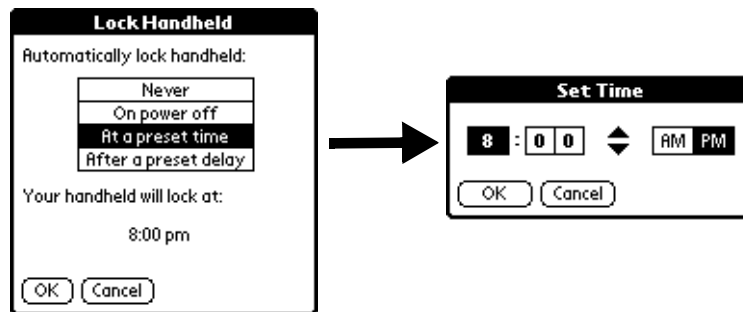 Lock Handheld
Automatically lock handheld:
Never
On power off
At a preset time
After a preset delay
Your handheld will lock at:
8:00 pm
OK Cancel
Set Time
8 : 0 0 AM PM
OK Cancel